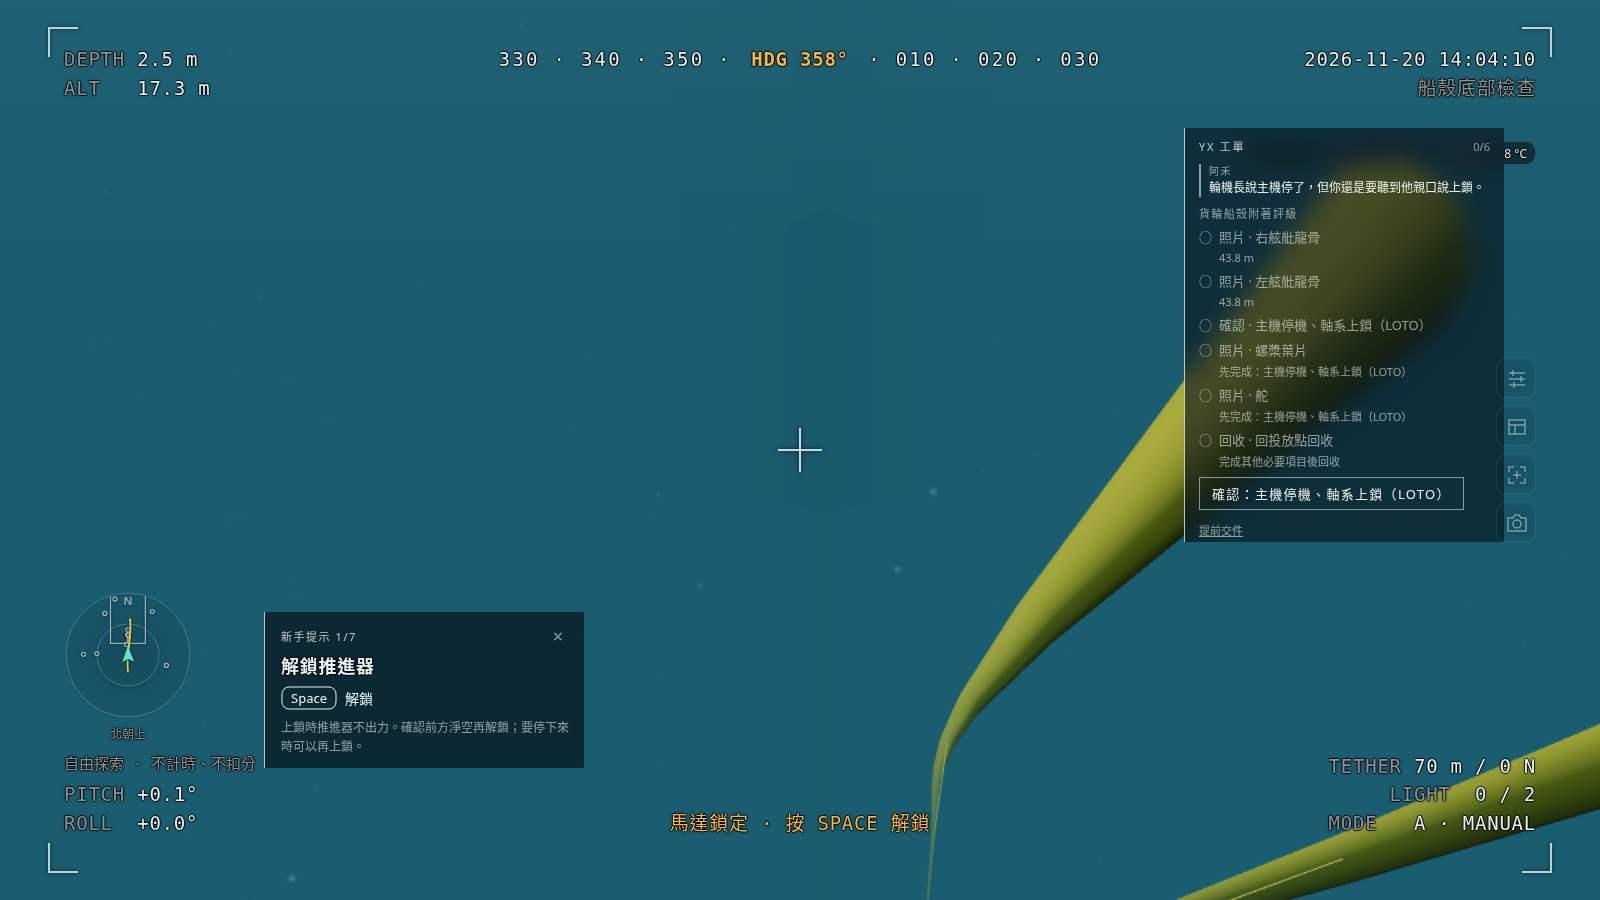 DEPTH 2.5 m
ALT 17.3 m
330 · 340 · 350 · HDG 358° · 010 · 020 · 030
2026-11-20 14:04:10
船殼底部檢查
8 °C
YX 工單 0/6
阿禾
輪機長說主機停了，但你還是要聽到他親口說上鎖。
貨輪船殼附著評級
照片 · 右舷舭龍骨
43.8 m
照片 · 左舷舭龍骨
43.8 m
確認 · 主機停機、軸系上鎖（LOTO）
照片 · 螺槳葉片
先完成：主機停機、軸系上鎖（LOTO）
照片 · 舵
先完成：主機停機、軸系上鎖（LOTO）
回收 · 回投放點回收
完成其他必要項目後回收
確認：主機停機、軸系上鎖（LOTO）
提前交件
N
北朝上
新手提示 1/7 ×
解鎖推進器
Space 解鎖
上鎖時推進器不出力。確認前方淨空再解鎖；要停下來
時可以再上鎖。
自由探索 · 不計時、不扣分
PITCH +0.1°
ROLL +0.0°
馬達鎖定 · 按 SPACE 解鎖
TETHER 70 m / 0 N
LIGHT 0 / 2
MODE A · MANUAL